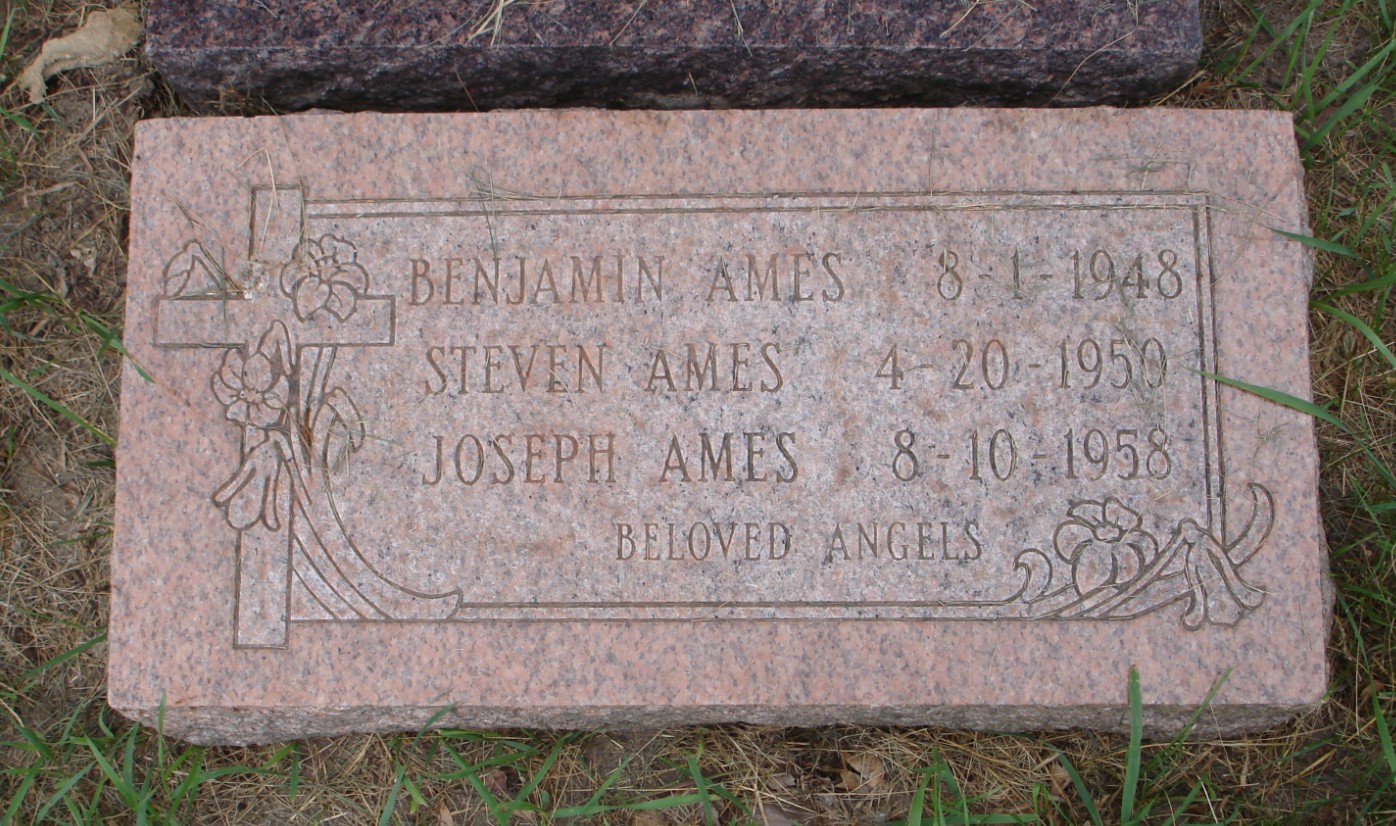 BENJAMIN AMES 8-1-1948
STEVEN AMES 4-20-1950
JOSEPH AMES 8-10-1958
BELOVED ANGELS